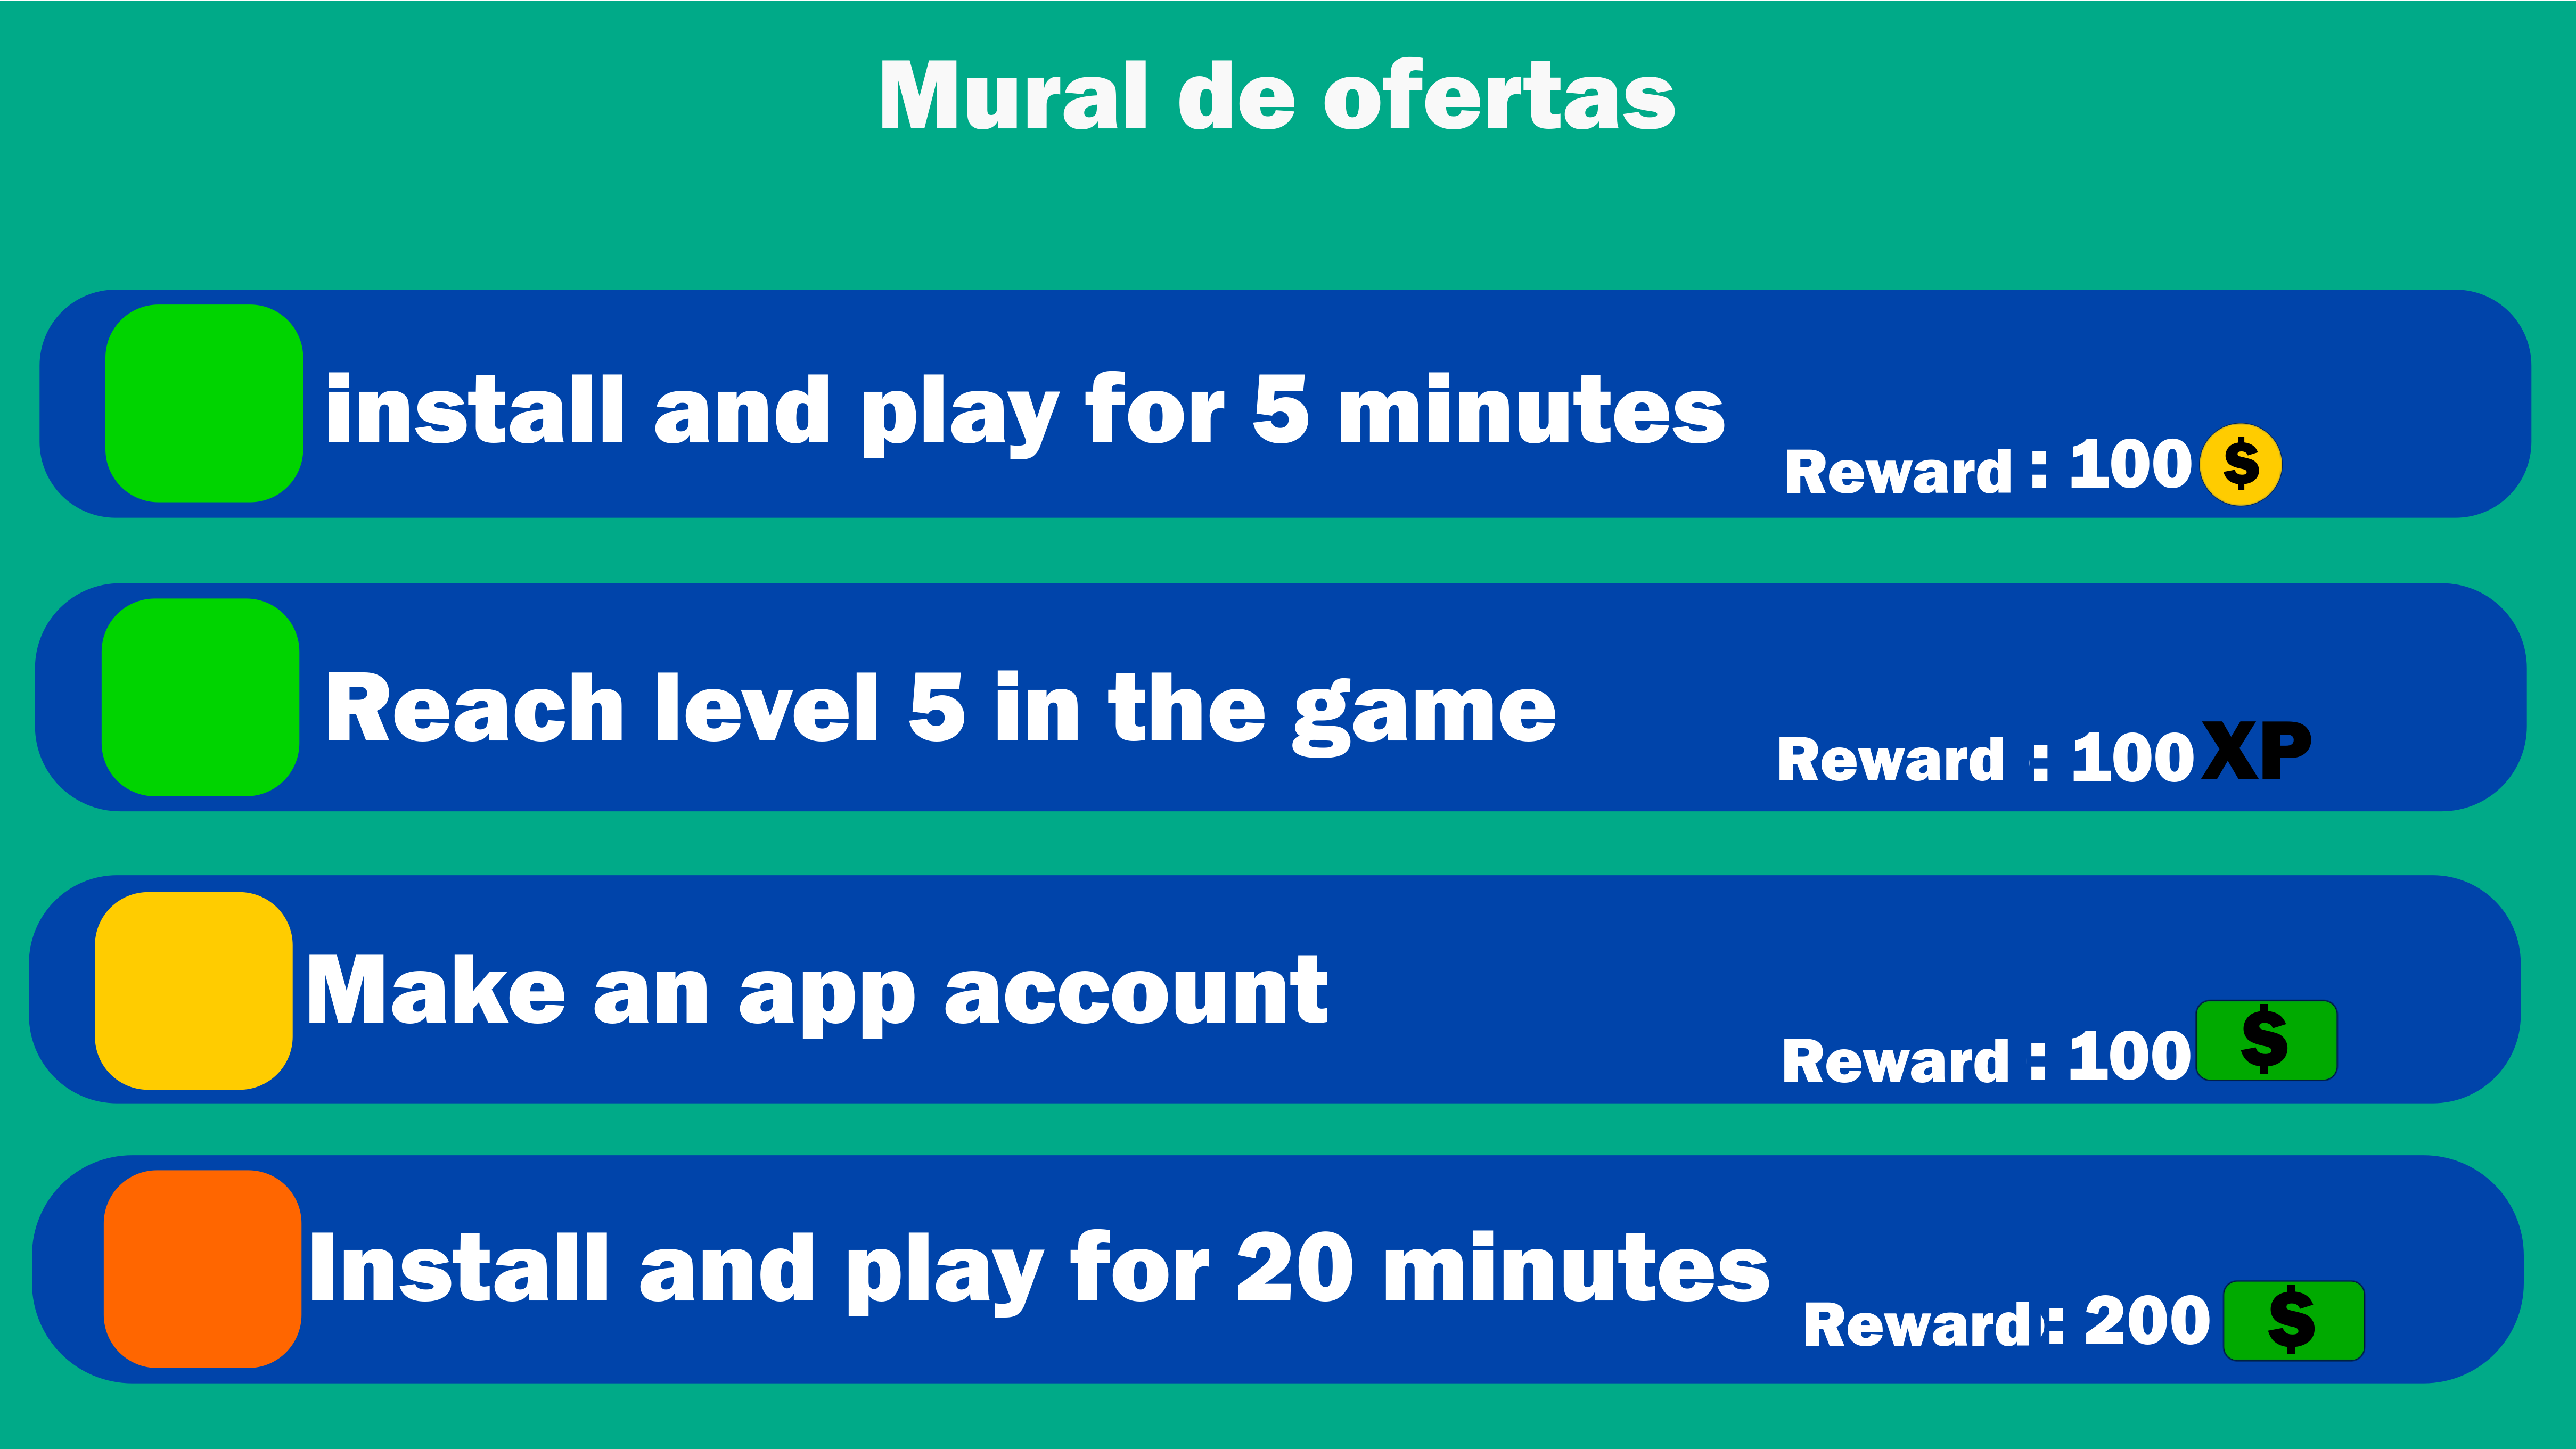 Mural de ofertas
install and play for 5 minutes
Reward : 100 $
Reach level 5 in the game
Reward : 100 XP
Make an app account
Reward : 100 $
Install and play for 20 minutes
Reward : 200 $